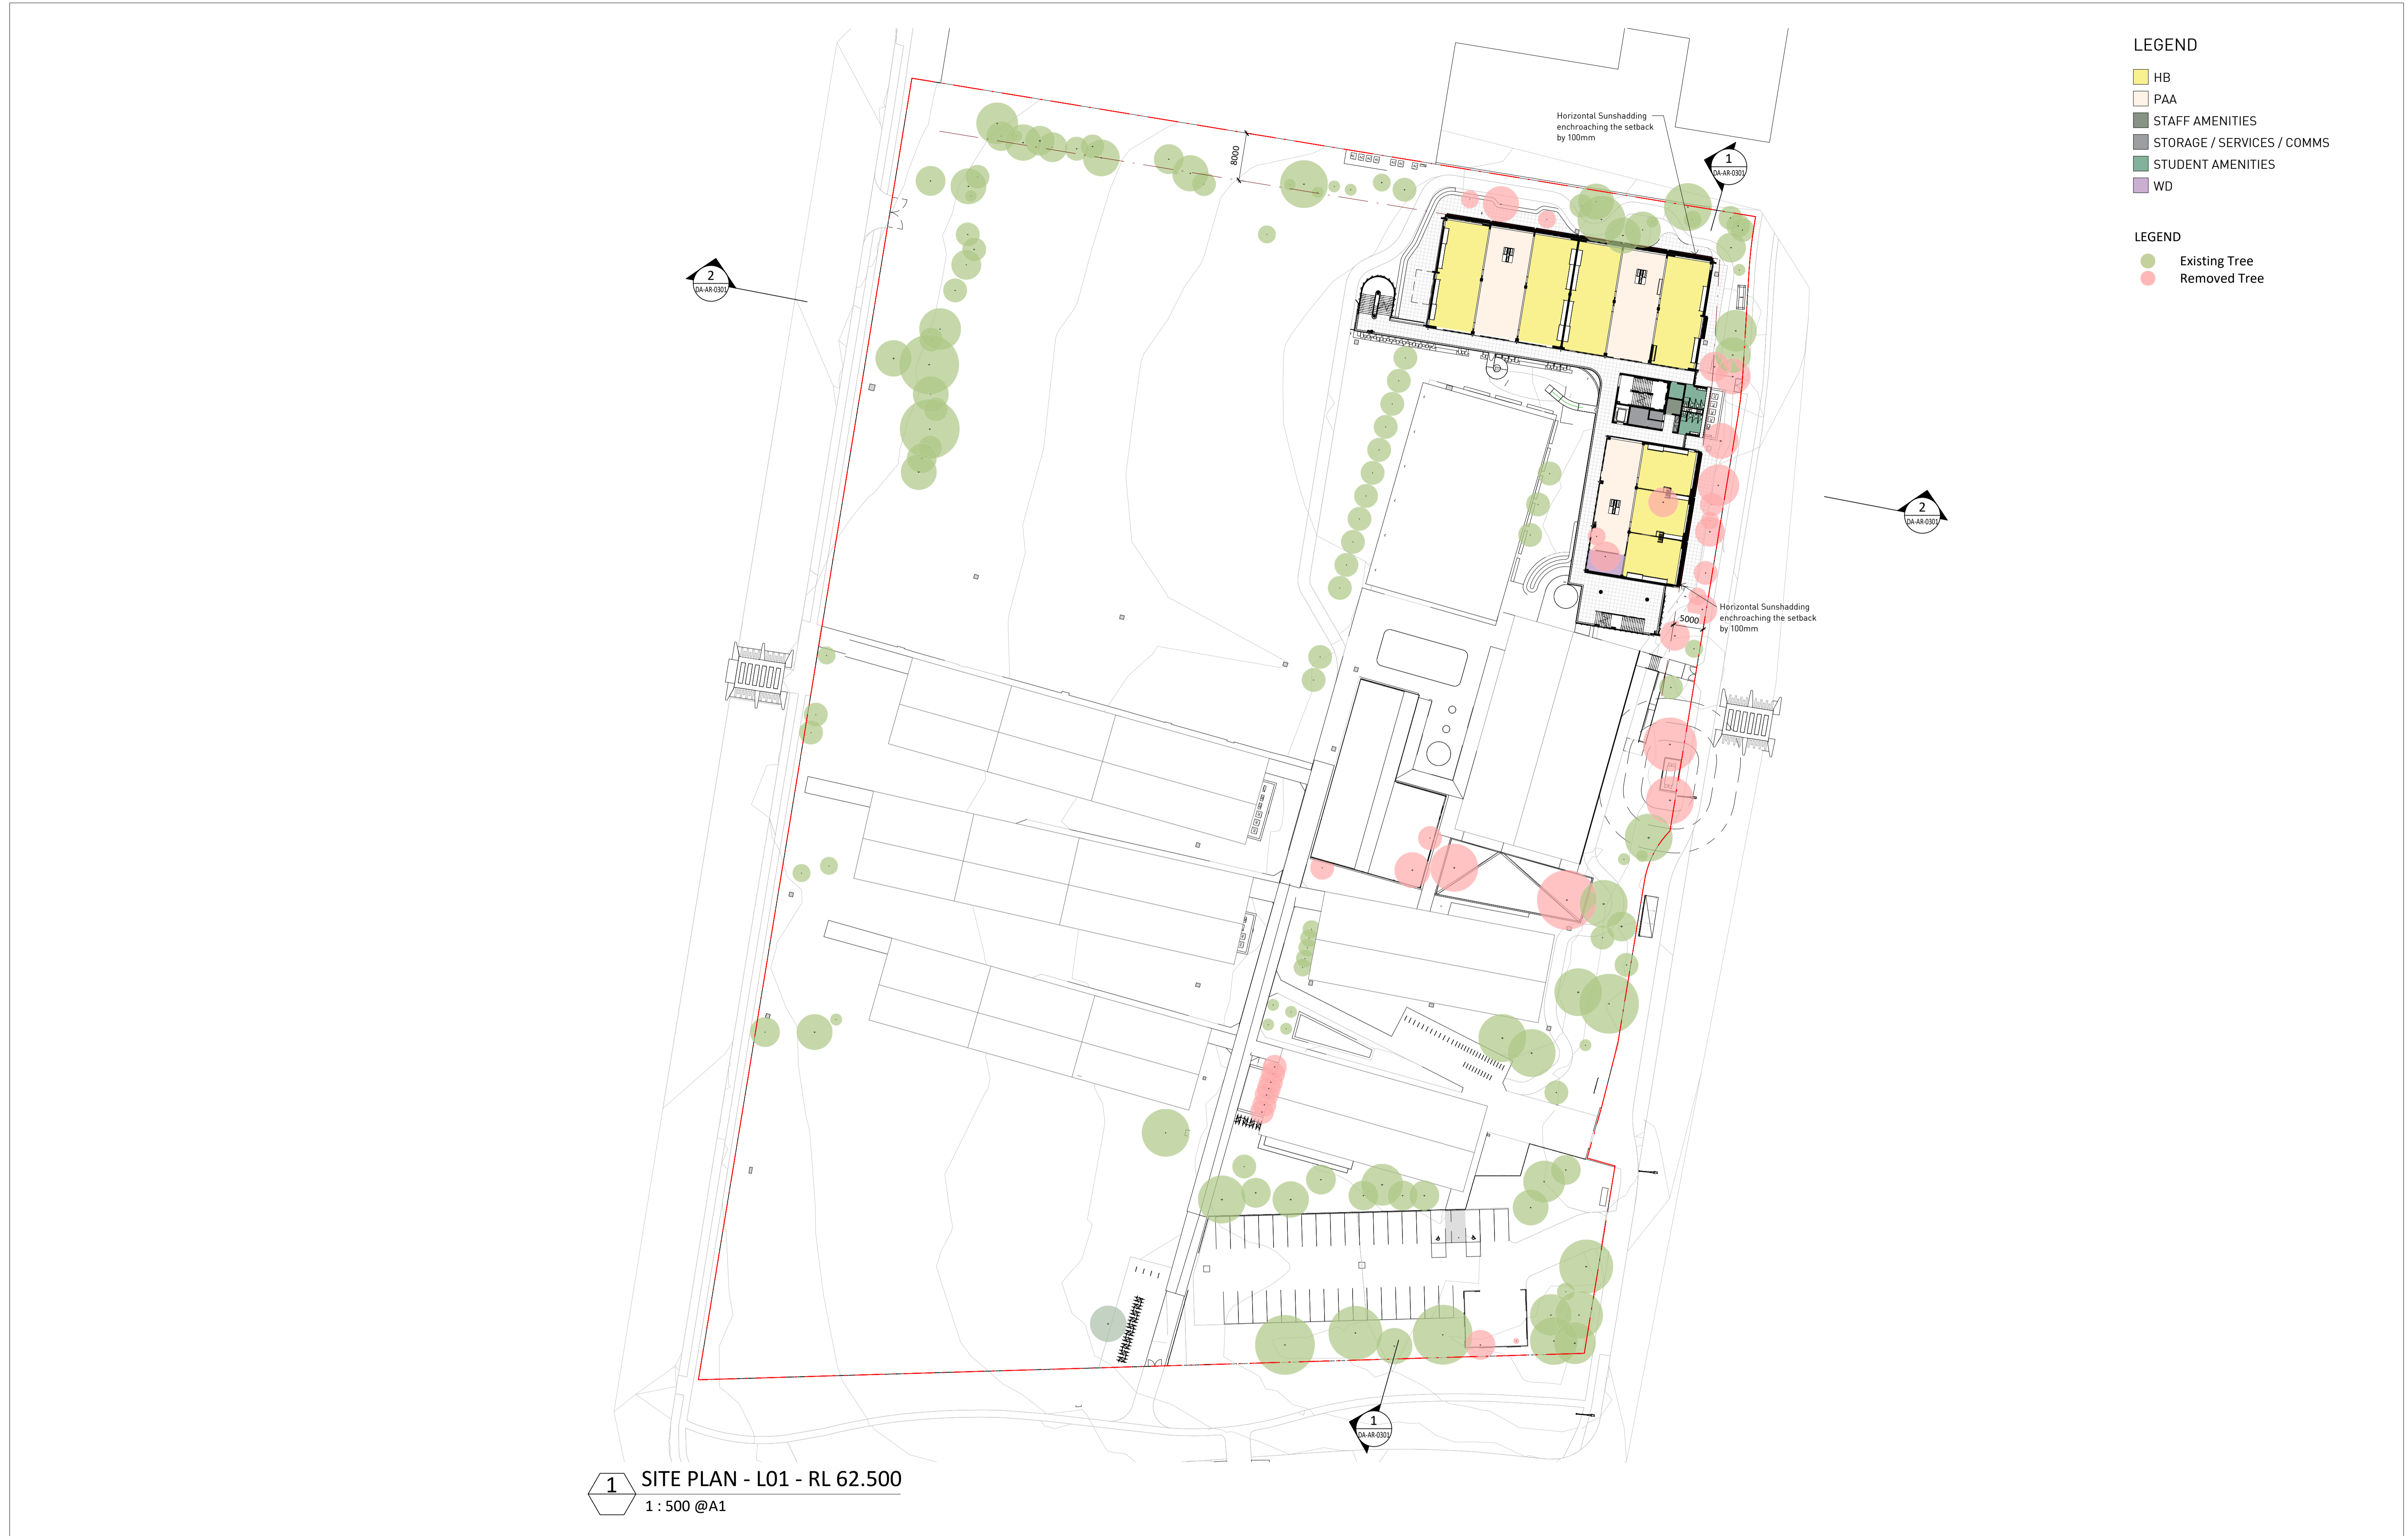 LEGEND
HB
PAA
STAFF AMENITIES
STORAGE / SERVICES / COMMS
STUDENT AMENITIES
WD
LEGEND
Existing Tree
Removed Tree
Horizontal Sunshadding
enchroaching the setback
by 100mm
8000
1
DA-AR-0301
2
DA-AR-0301
2
DA-AR-0301
Horizontal Sunshadding
enchroaching the setback
by 100mm
5000
1
DA-AR-0301
1
SITE PLAN - L01 - RL 62.500
1 : 500 @A1